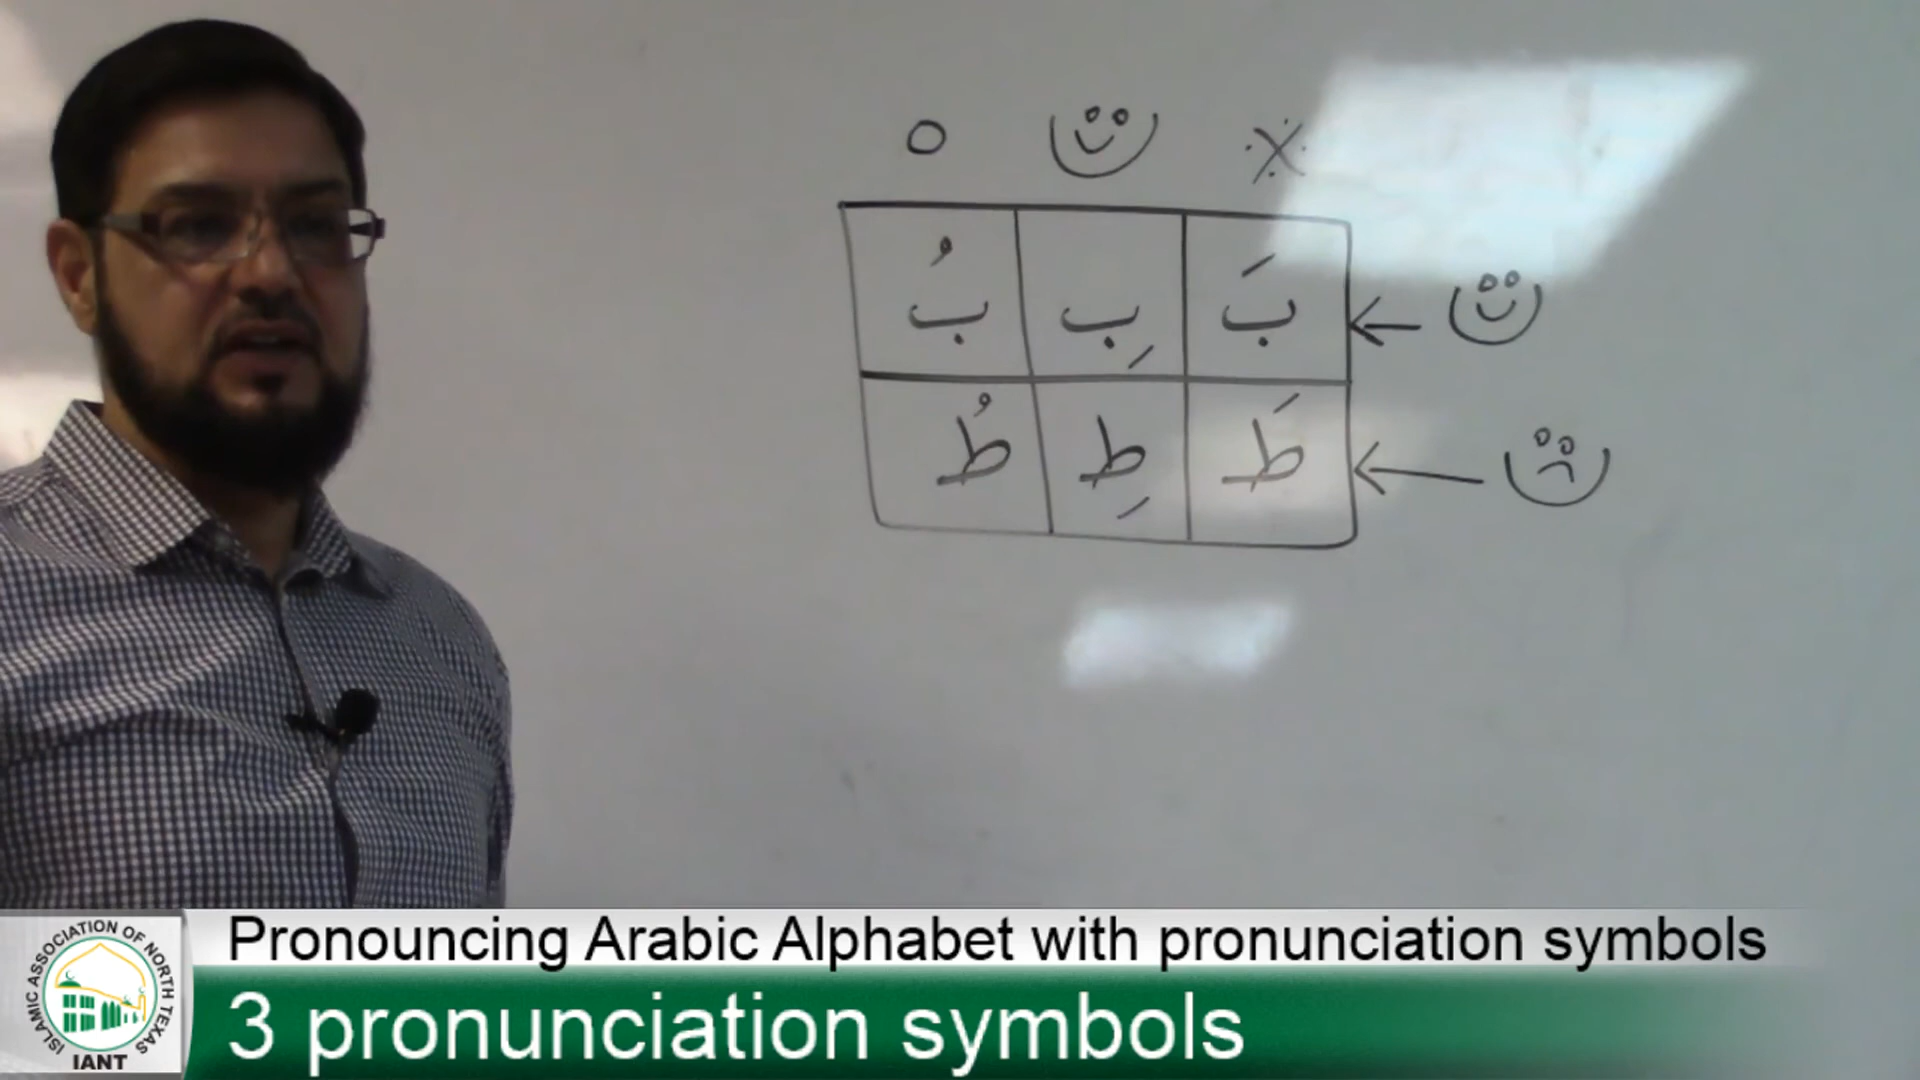 بَ بِ بُ
طَ طِ طُ
Pronouncing Arabic Alphabet with pronunciation symbols
3 pronunciation symbols
ISLAMIC ASSOCIATION OF NORTH TEXAS
IANT